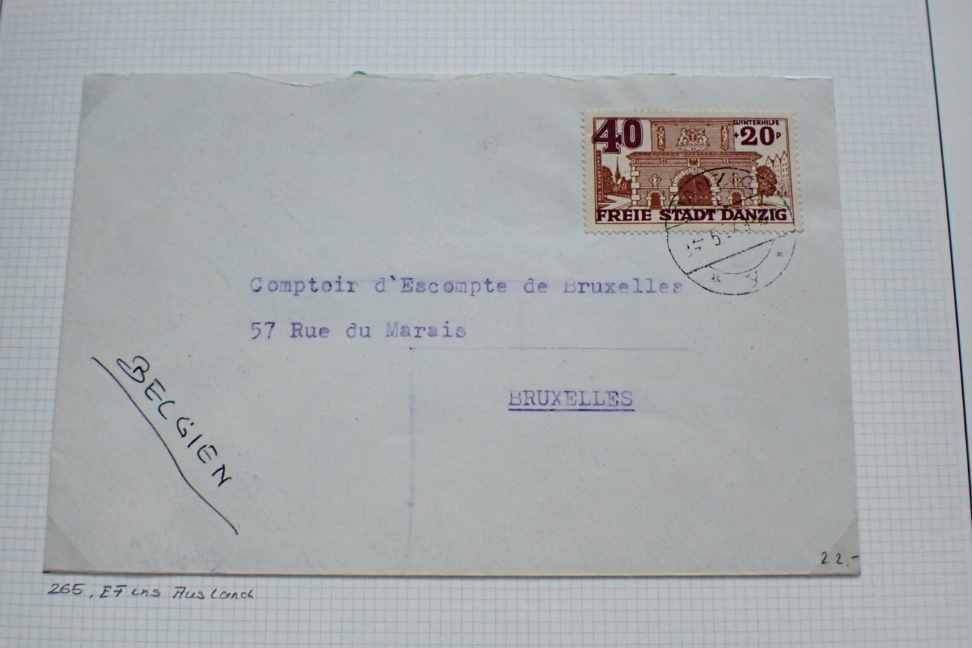 40
WINTERHILFE
+20P
FREIE STADT DANZIG
Comptoir d`Escompte de Bruxelles
57 Rue du Marais
BRUXELLES
BELGIEN
22.-
265, EF ins Ausland